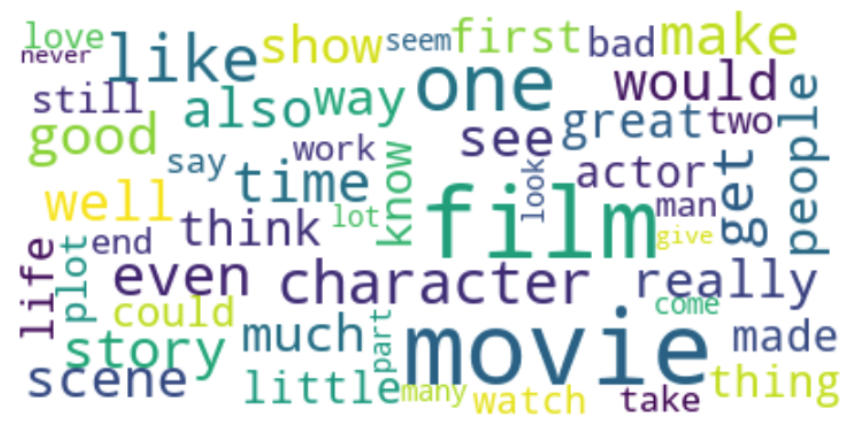 love
never
like
show
seem
first
bad
make
still
also
way
one
would
people
good
say
work
time
know
see
great
two
look
actor
well
think
lot
film
man
get
give
life
plot
end
even
character
really
come
could
story
much
part
movie
made
scene
little
many
watch
take
thing